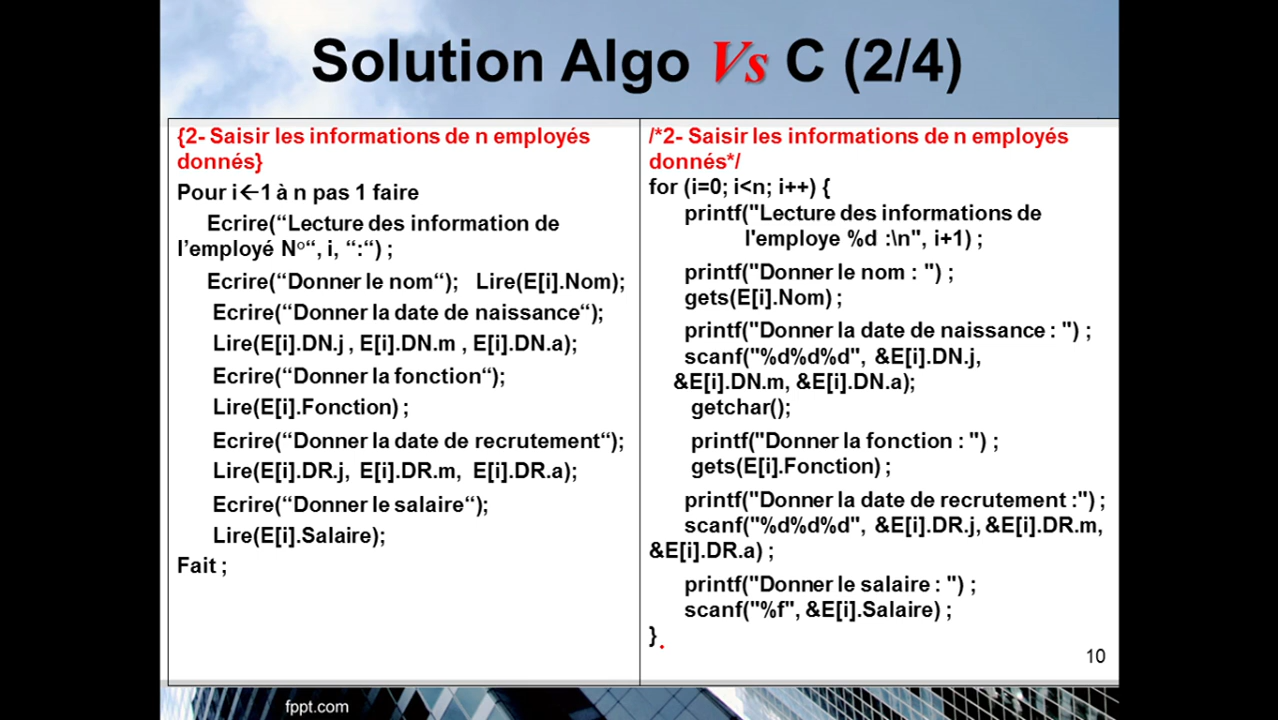 Solution Algo Vs C (2/4)
{2- Saisir les informations de n employés
donnés}
Pour i←1 à n pas 1 faire
Ecrire(“Lecture des information de
l’employé N°“, i, “:“) ;
Ecrire(“Donner le nom“); Lire(E[i].Nom);
Ecrire(“Donner la date de naissance“);
Lire(E[i].DN.j , E[i].DN.m , E[i].DN.a);
Ecrire(“Donner la fonction“);
Lire(E[i].Fonction) ;
Ecrire(“Donner la date de recrutement“);
Lire(E[i].DR.j, E[i].DR.m, E[i].DR.a);
Ecrire(“Donner le salaire“);
Lire(E[i].Salaire);
Fait ;
/*2- Saisir les informations de n employés
donnés*/
for (i=0; i<n; i++) {
printf("Lecture des informations de
l'employe %d :\n", i+1) ;
printf("Donner le nom : ") ;
gets(E[i].Nom) ;
printf("Donner la date de naissance : ") ;
scanf("%d%d%d", &E[i].DN.j,
&E[i].DN.m, &E[i].DN.a);
getchar();
printf("Donner la fonction : ") ;
gets(E[i].Fonction) ;
printf("Donner la date de recrutement :") ;
scanf("%d%d%d", &E[i].DR.j, &E[i].DR.m,
&E[i].DR.a) ;
printf("Donner le salaire : ") ;
scanf("%f", &E[i].Salaire) ;
}
10
fppt.com